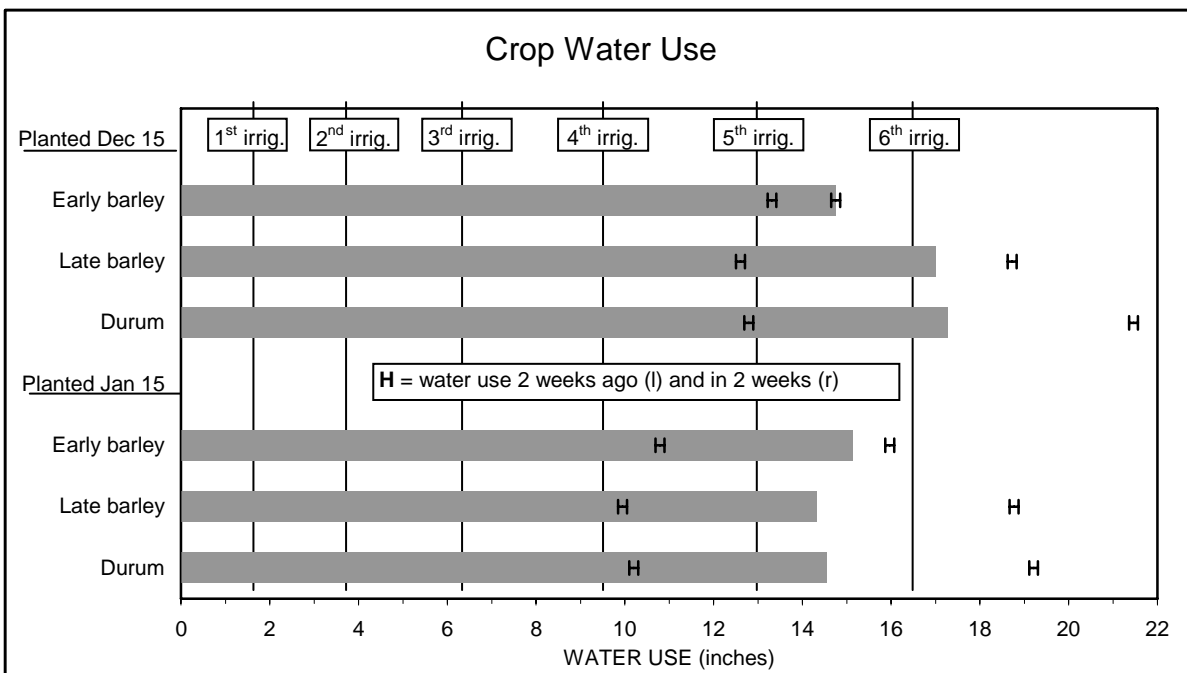 Crop Water Use
Planted Dec 15
1st irrig. 2nd irrig. 3rd irrig. 4th irrig. 5th irrig. 6th irrig.
Early barley
H H
Late barley
H H
Durum
H H
Planted Jan 15
H = water use 2 weeks ago (l) and in 2 weeks (r)
Early barley
H H
Late barley
H H
Durum
H H
0 2 4 6 8 10 12 14 16 18 20 22
WATER USE (inches)